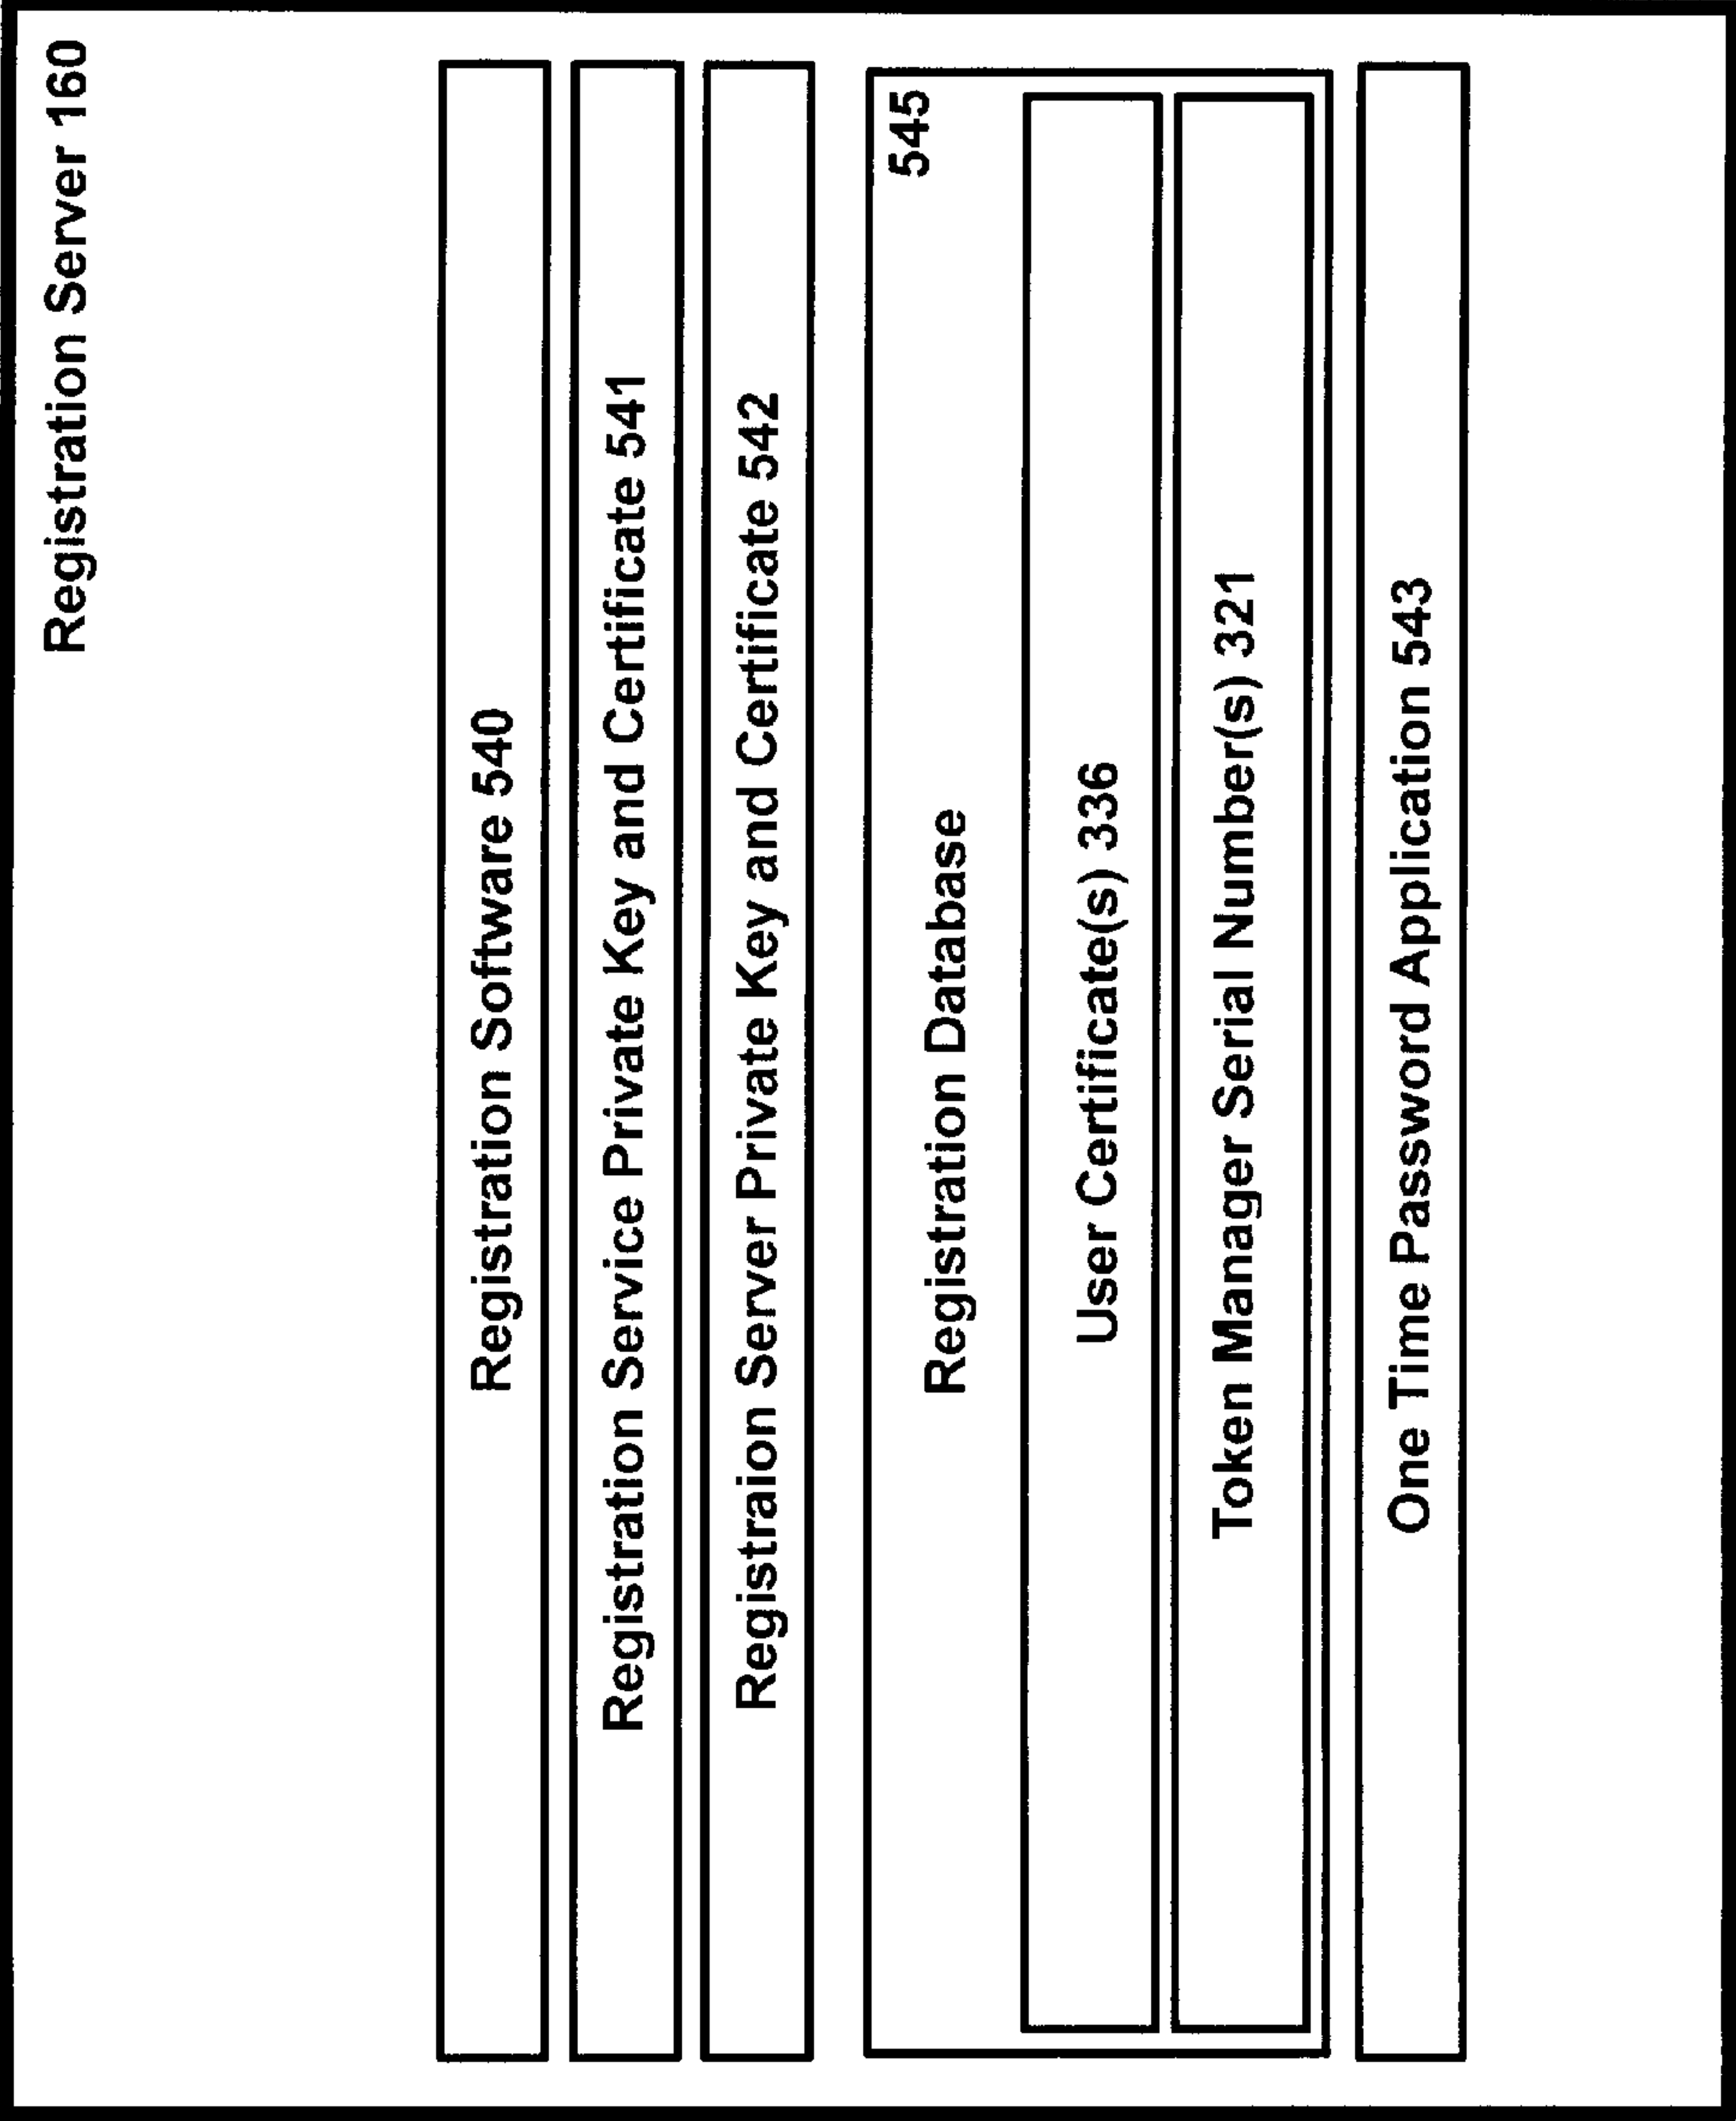 Registration Server 160
Registration Software 540
Registration Service Private Key and Certificate 541
Registraion Server Private Key and Certificate 542
545
Registration Database
User Certificate(s) 336
Token Manager Serial Number(s) 321
One Time Password Application 543